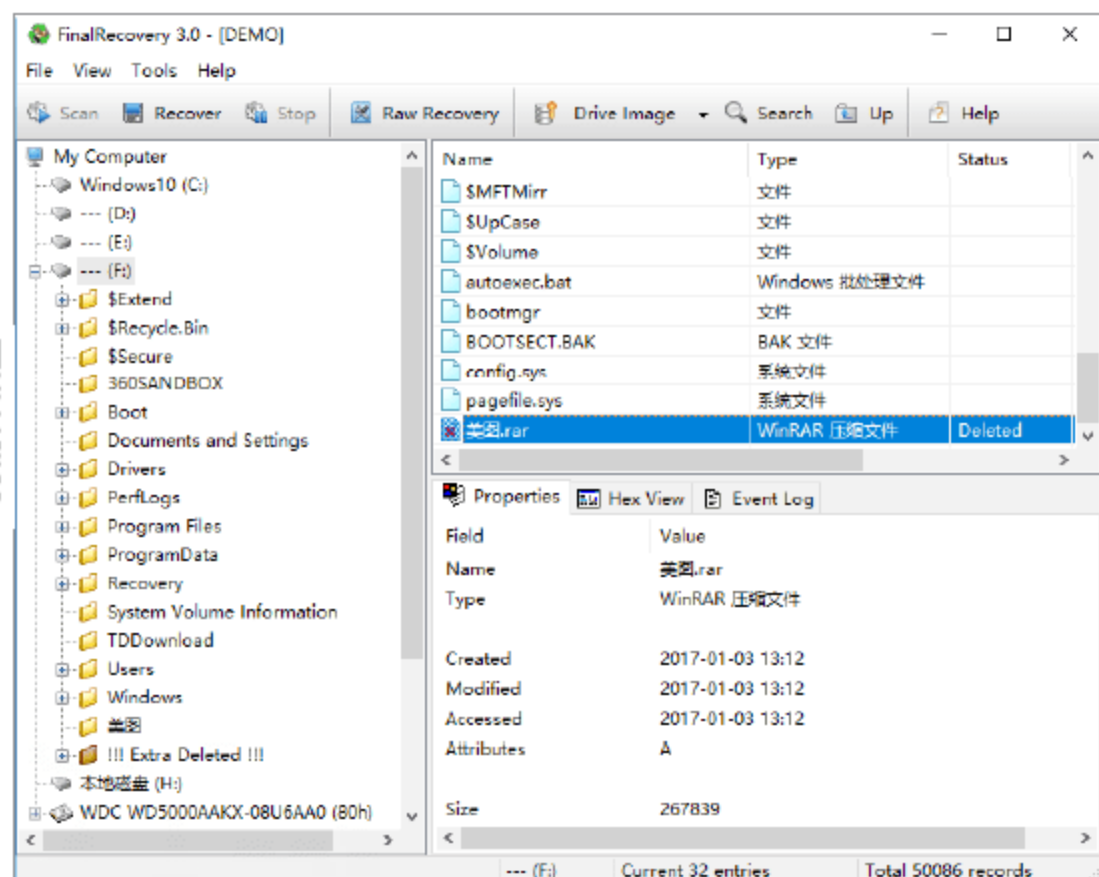 FinalRecovery 3.0 - [DEMO]
File View Tools Help
Scan Recover Stop Raw Recovery Drive Image Search Up Help
My Computer
Windows10 (C:)
--- (D:)
--- (E:)
--- (F:)
$Extend
$Recycle.Bin
$Secure
360SANDBOX
Boot
Documents and Settings
Drivers
PerfLogs
Program Files
ProgramData
Recovery
System Volume Information
TDDownload
Users
Windows
美图
!!! Extra Deleted !!!
本地磁盘 (H:)
WDC WD5000AAKX-08U6AA0 (80h)
Name Type Status
$MFTMirr 文件
$UpCase 文件
$Volume 文件
autoexec.bat Windows 批处理文件
bootmgr 文件
BOOTSECT.BAK BAK 文件
config.sys 系统文件
pagefile.sys 系统文件
美图.rar WinRAR 压缩文件 Deleted
Properties Hex View Event Log
Field Value
Name 美图.rar
Type WinRAR 压缩文件
Created 2017-01-03 13:12
Modified 2017-01-03 13:12
Accessed 2017-01-03 13:12
Attributes A
Size 267839
--- (F:) Current 32 entries Total 50086 records